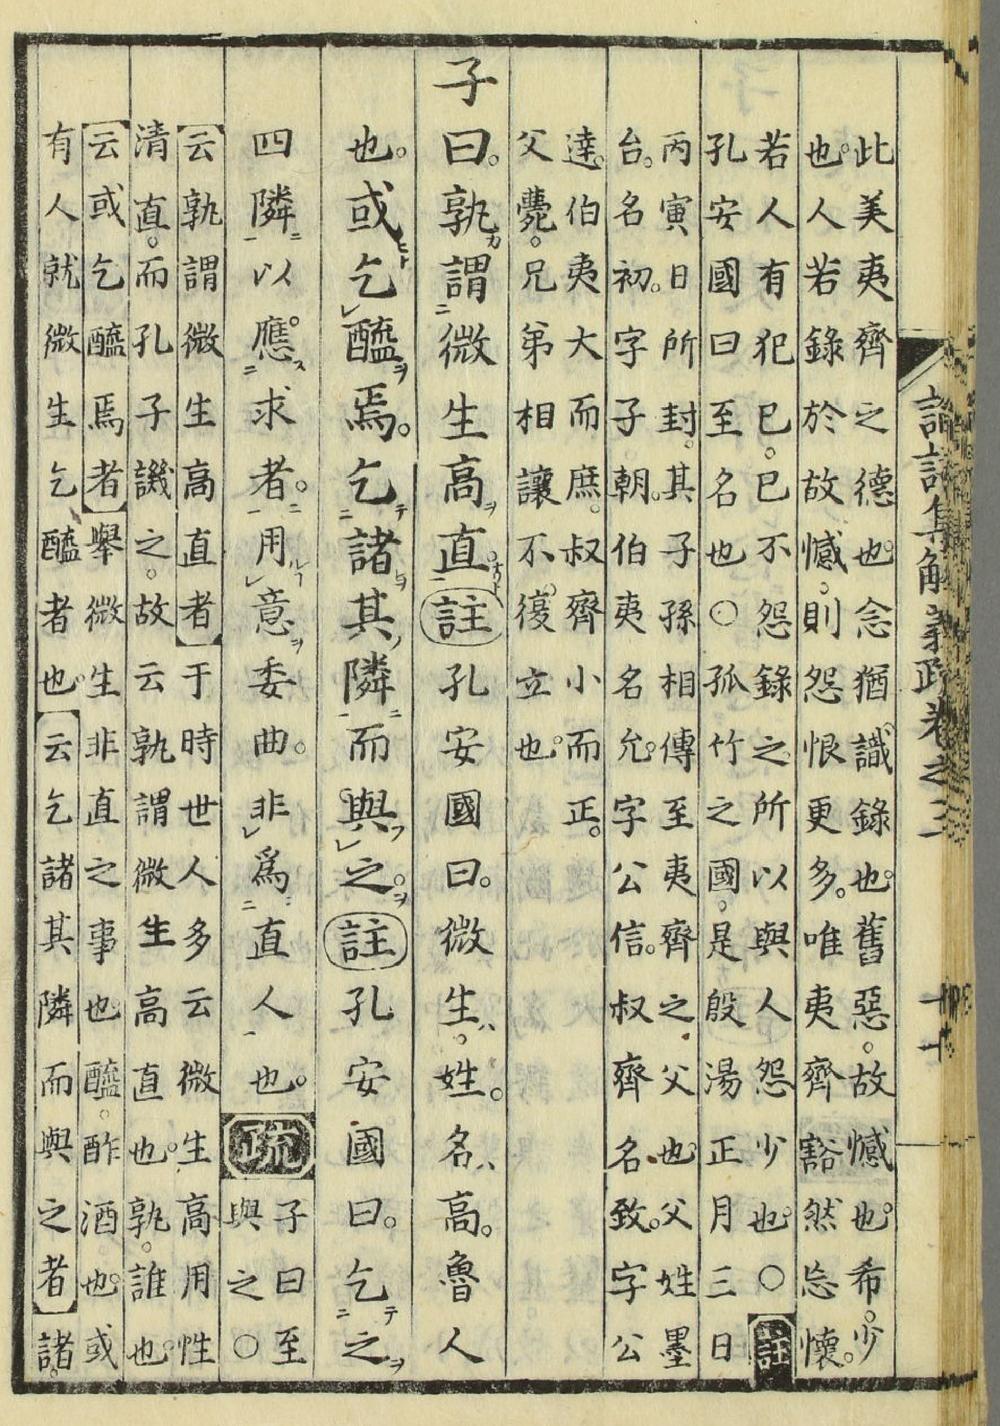 此美夷齊之德也念猶識錄也舊惡故憾也希少
也人若錄於故憾則怨恨更多唯夷齊豁然忘懷
若人有犯已已不怨錄之所以與人怨少也○註
孔安國曰至名也○孤竹之國是殷湯正月三日
丙寅日所封其子孫相傳至夷齊之父也父姓墨
台名初字子朝伯夷名允字公信叔齊名致字公
達伯夷大而庶叔齊小而正
父薨兄弟相讓不復立也
子曰孰謂微生高直註孔安國曰微生姓名高魯人
也或乞醯焉乞諸其隣而與之註孔安國曰乞之
四隣以應求者用意委曲非爲直人也疏
子曰至
與之○
云孰謂微生高直者于時世人多云微生高用性
清直而孔子譏之故云孰謂微生高直也孰誰也
云或乞醯焉者舉微生非直之事也醯酢酒也或
有人就微生乞醯者也云乞諸其隣而與之者諸